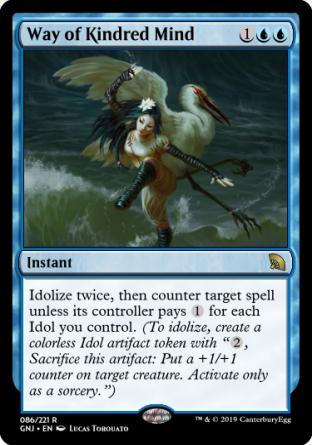 Way of Kindred Mind 1
Instant
Idolize twice, then counter target spell
unless its controller pays 1 for each
Idol you control. (To idolize, create a
colorless Idol artifact token with “2,
Sacrifice this artifact: Put a +1/+1
counter on target creature. Activate only
as a sorcery.”)
086/221 R
GNJ • EN Lucas Torouato
™ & © 2019 CanterburyEgg